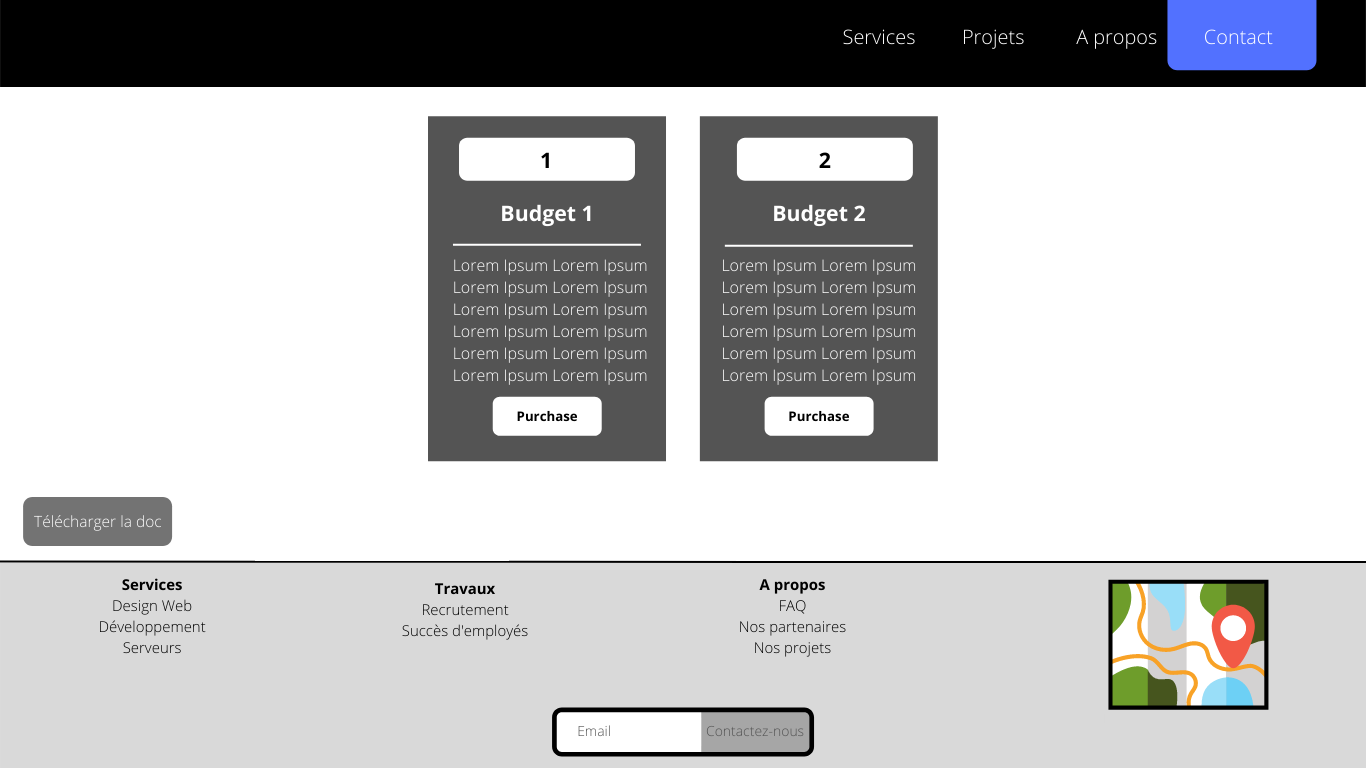 Services
Projets
A propos
Contact
1
Budget 1
Lorem Ipsum Lorem Ipsum
Lorem Ipsum Lorem Ipsum
Lorem Ipsum Lorem Ipsum
Lorem Ipsum Lorem Ipsum
Lorem Ipsum Lorem Ipsum
Lorem Ipsum Lorem Ipsum
Purchase
2
Budget 2
Lorem Ipsum Lorem Ipsum
Lorem Ipsum Lorem Ipsum
Lorem Ipsum Lorem Ipsum
Lorem Ipsum Lorem Ipsum
Lorem Ipsum Lorem Ipsum
Lorem Ipsum Lorem Ipsum
Purchase
Télécharger la doc
Services
Design Web
Développement
Serveurs
Travaux
Recrutement
Succès d'employés
A propos
FAQ
Nos partenaires
Nos projets
Email
Contactez-nous